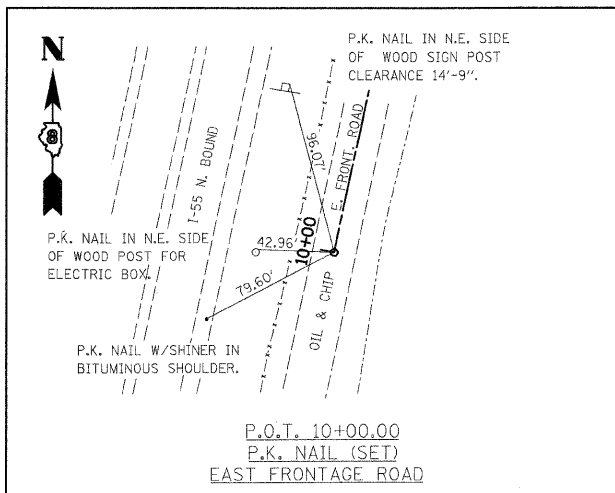 P.K. NAIL IN N.E. SIDE
OF WOOD SIGN POST
CLEARANCE 14'-9".
N
8
I-55 N. BOUND
96.07'
E. FRONT. ROAD
10+00
P.K. NAIL IN N.E. SIDE
OF WOOD POST FOR
ELECTRIC BOX.
42.96'
79.60'
OIL & CHIP
P.K. NAIL W/SHINER IN
BITUMINOUS SHOULDER.
P.O.T. 10+00.00
P.K. NAIL (SET)
EAST FRONTAGE ROAD